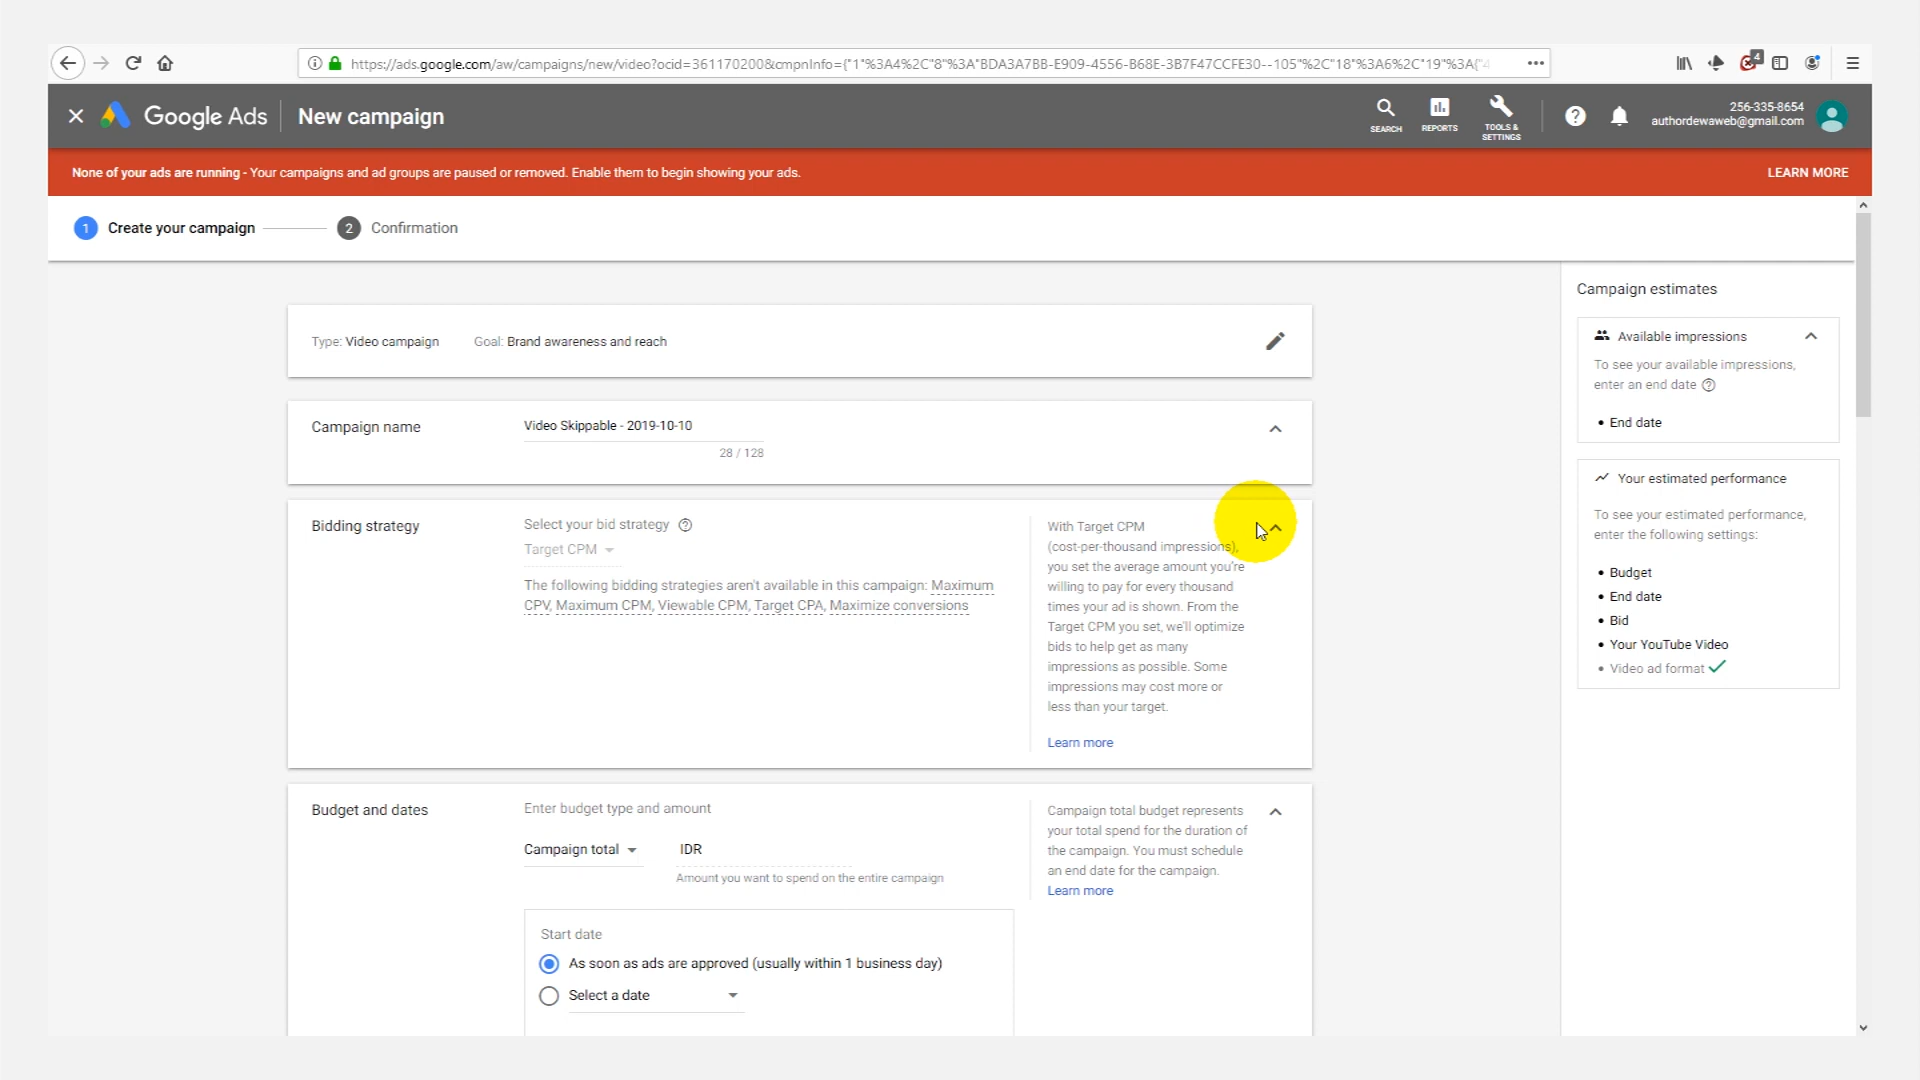 https://ads.google.com/aw/campaigns/new/video?ocid=361170200&cmpnInfo={"1"%3A4%2C"8"%3A"BDA3A7BB-E909-4556-B68E-3B7F47CCFE30--105"%2C"18"%3A6%2C"19"%3A{"4
4
Google Ads
New campaign
SEARCH
REPORTS
TOOLS &
SETTINGS
256-335-8654
authordewaweb@gmail.com
None of your ads are running - Your campaigns and ad groups are paused or removed. Enable them to begin showing your ads.
LEARN MORE
1 Create your campaign
2 Confirmation
Type: Video campaign
Goal: Brand awareness and reach
Campaign name
Video Skippable - 2019-10-10
28 / 128
Bidding strategy
Select your bid strategy
Target CPM
The following bidding strategies aren't available in this campaign: Maximum
CPV, Maximum CPM, Viewable CPM, Target CPA, Maximize conversions
With Target CPM
(cost-per-thousand impressions),
you set the average amount you're
willing to pay for every thousand
times your ad is shown. From the
Target CPM you set, we'll optimize
bids to help get as many
impressions as possible. Some
impressions may cost more or
less than your target.
Learn more
Budget and dates
Enter budget type and amount
Campaign total
IDR
Amount you want to spend on the entire campaign
Campaign total budget represents
your total spend for the duration of
the campaign. You must schedule
an end date for the campaign.
Learn more
Start date
As soon as ads are approved (usually within 1 business day)
Select a date
Campaign estimates
Available impressions
To see your available impressions,
enter an end date
• End date
Your estimated performance
To see your estimated performance,
enter the following settings:
• Budget
• End date
• Bid
• Your YouTube Video
• Video ad format